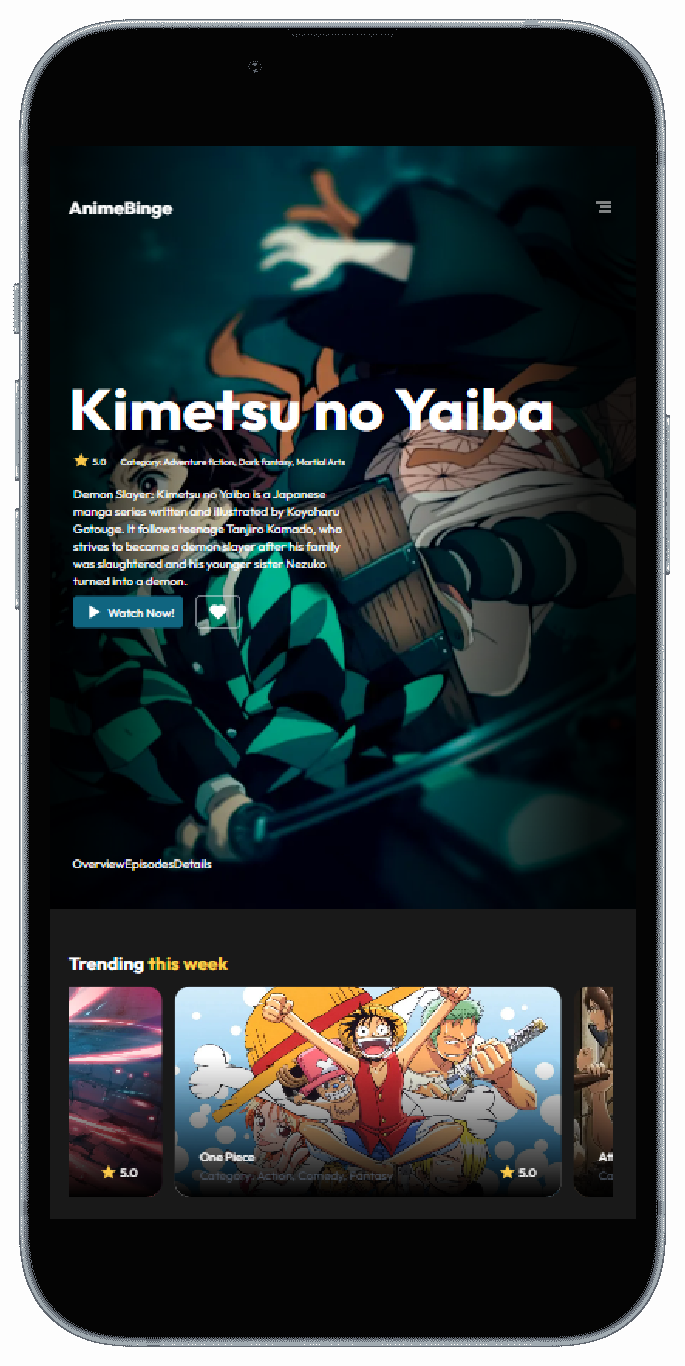 AnimeBinge
Kimetsu no Yaiba
5.0 Category: Adventure fiction, Dark fantasy, Martial Arts
Demon Slayer: Kimetsu no Yaiba is a Japanese
manga series written and illustrated by Koyoharu
Gotouge. It follows teenage Tanjiro Kamado, who
strives to become a demon slayer after his family
was slaughtered and his younger sister Nezuko
turned into a demon.
Watch Now!
OverviewEpisodesDetails
Trending this week
5.0
One Piece
Category: Action, Comedy, Fantasy
5.0
Att
Ca